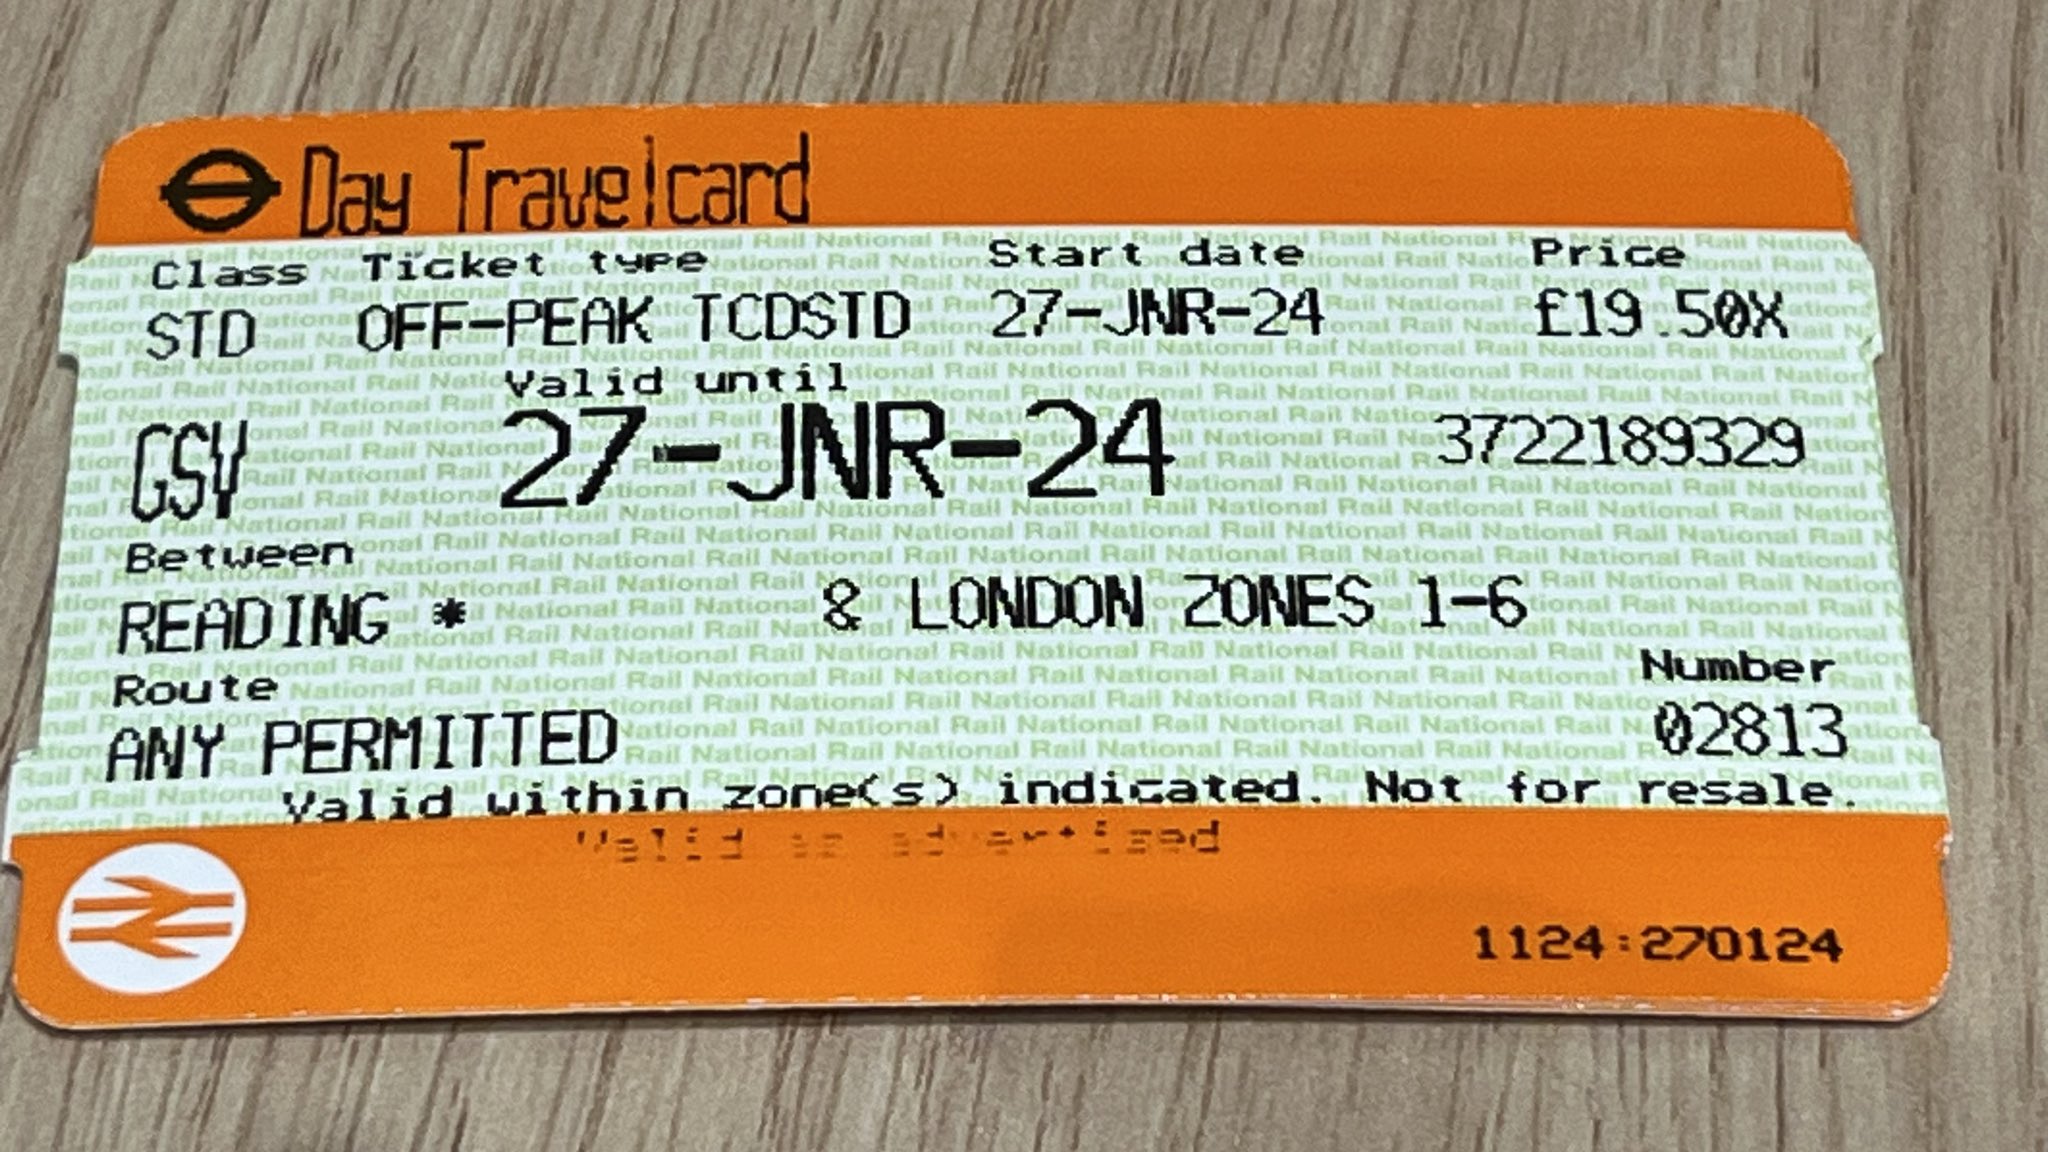 Day Travelcard
Class Ticket type Start date Price
STD OFF-PEAK TCDSTD 27-JNR-24 £19.50X
Valid until
GSV 27-JNR-24 3722189329
Between
READING * & LONDON ZONES 1-6
Route Number
ANY PERMITTED 02813
Valid within zone(s) indicated. Not for resale.
Valid as advertised
1124:270124